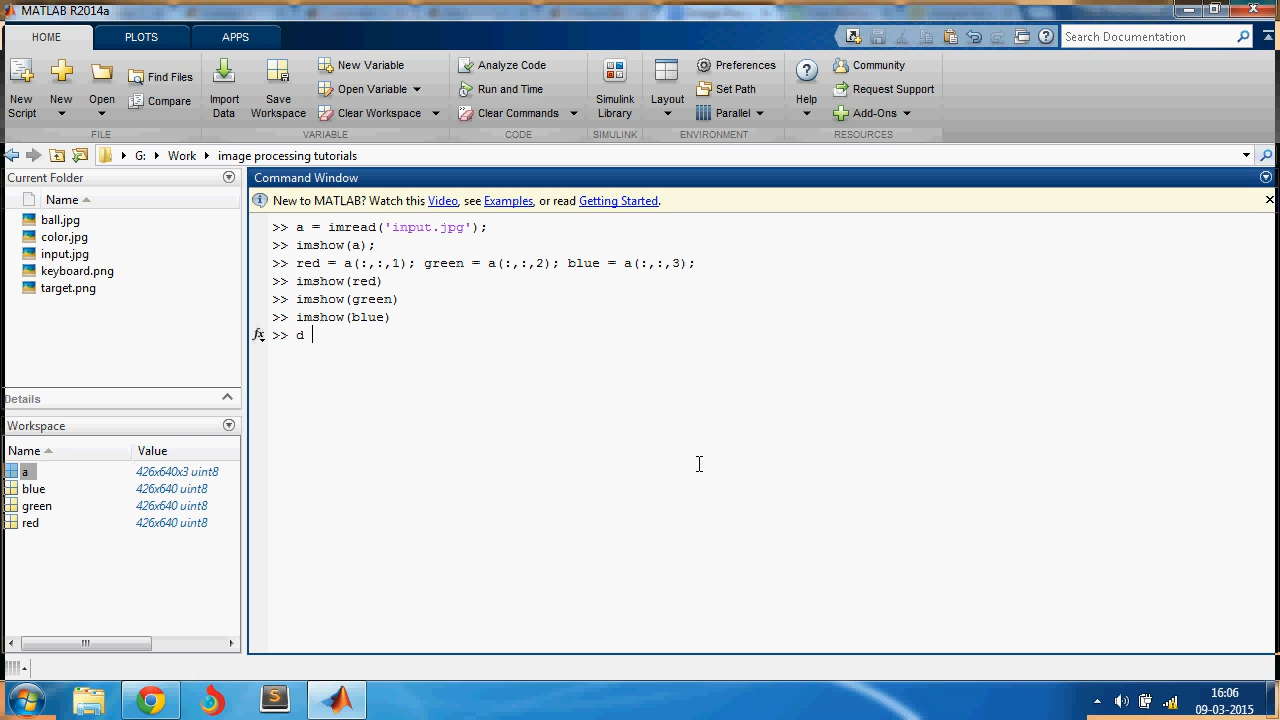 MATLAB R2014a
HOME PLOTS APPS
Search Documentation
New Script
New
Open
Find Files
Compare
FILE
Import Data
Save Workspace
New Variable
Open Variable
Clear Workspace
VARIABLE
Analyze Code
Run and Time
Clear Commands
CODE
Simulink Library
SIMULINK
Layout
Preferences
Set Path
Parallel
ENVIRONMENT
Help
Community
Request Support
Add-Ons
RESOURCES
G: Work image processing tutorials
Current Folder
Name
ball.jpg
color.jpg
input.jpg
keyboard.png
target.png
Details
Workspace
Name Value
a 426x640x3 uint8
blue 426x640 uint8
green 426x640 uint8
red 426x640 uint8
Command Window
New to MATLAB? Watch this Video, see Examples, or read Getting Started.
>> a = imread('input.jpg');
>> imshow(a);
>> red = a(:,:,1); green = a(:,:,2); blue = a(:,:,3);
>> imshow(red)
>> imshow(green)
>> imshow(blue)
fx >> d
16:06
09-03-2015